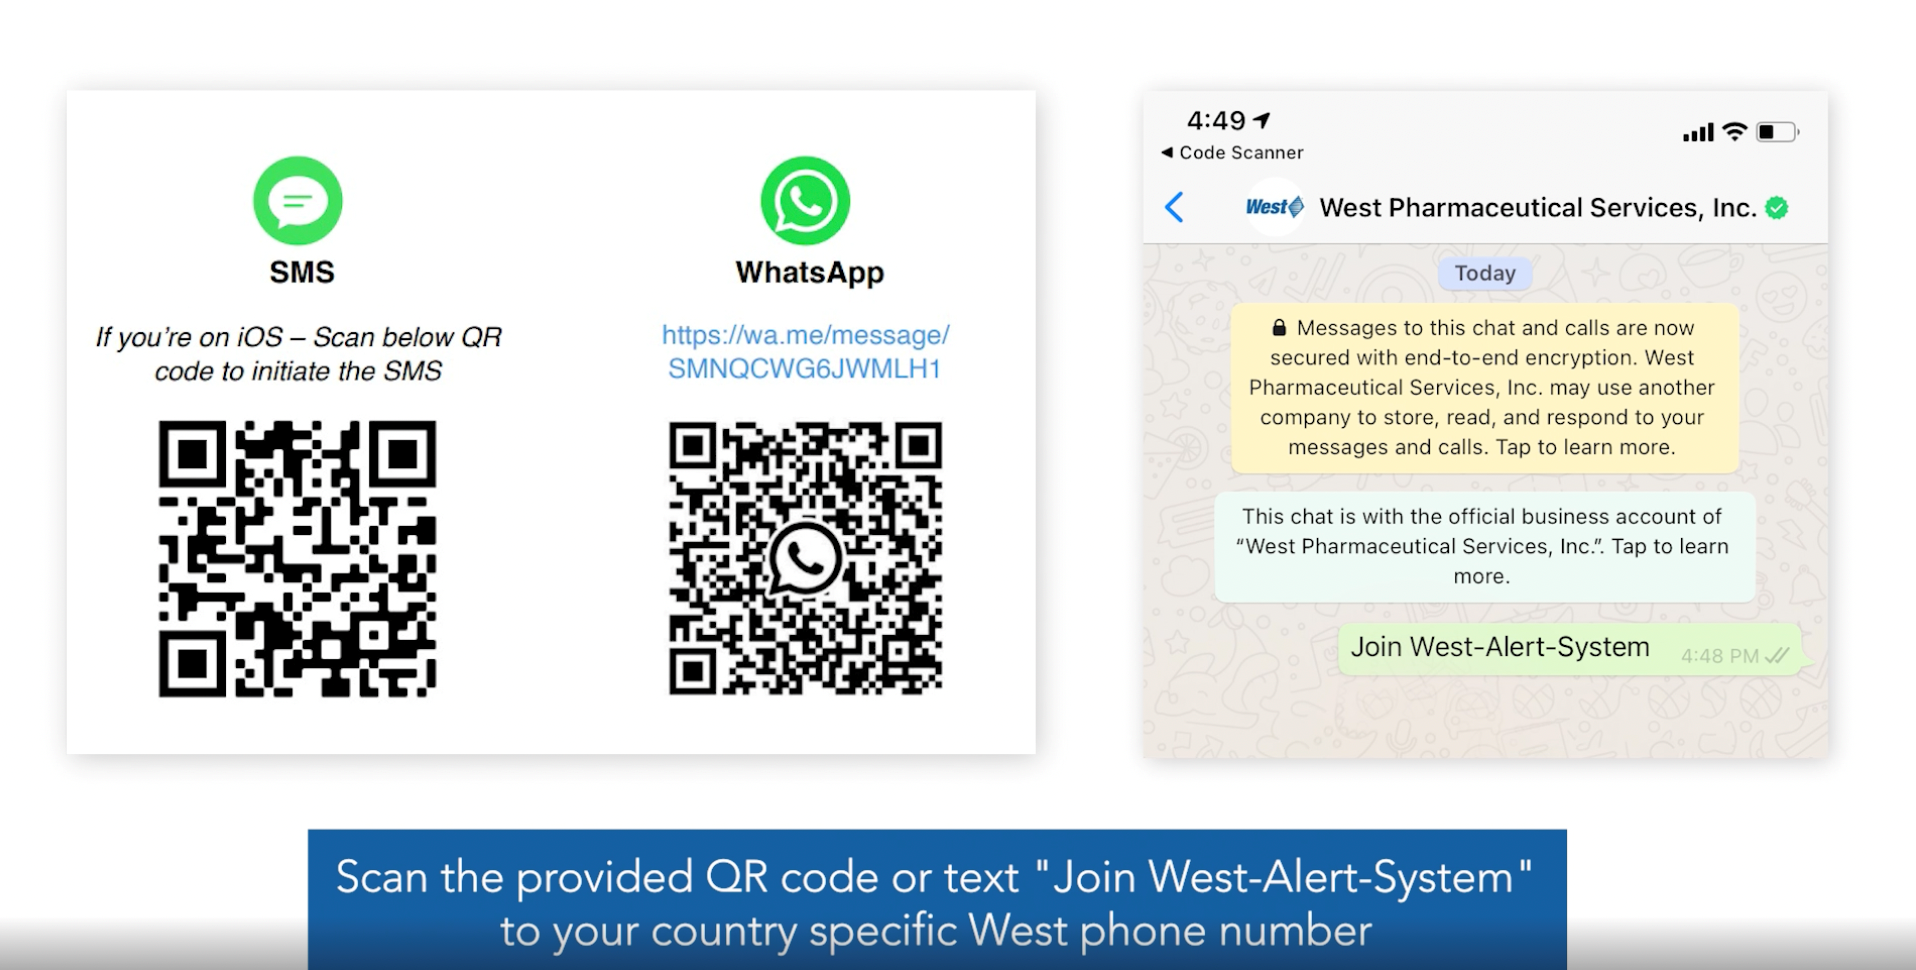 SMS
If you're on iOS – Scan below QR
code to initiate the SMS
WhatsApp
https://wa.me/message/
SMNQCWG6JWMLH1
4:49
◀ Code Scanner
West
West Pharmaceutical Services, Inc.
Today
Messages to this chat and calls are now
secured with end-to-end encryption. West
Pharmaceutical Services, Inc. may use another
company to store, read, and respond to your
messages and calls. Tap to learn more.
This chat is with the official business account of
“West Pharmaceutical Services, Inc.”. Tap to learn
more.
Join West-Alert-System
4:48 PM
Scan the provided QR code or text "Join West-Alert-System"
to your country specific West phone number